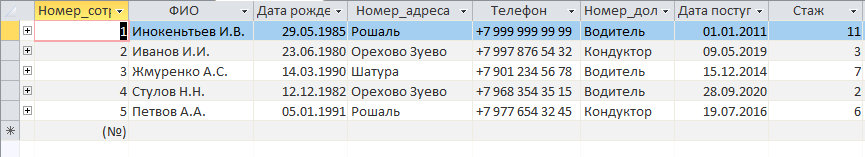 Номер_сотр ФИО Дата рожде Номер_адреса Телефон Номер_дол Дата поступ Стаж
1 Инокеньтьев И.В. 29.05.1985 Рошаль +7 999 999 99 99 Водитель 01.01.2011 11
2 Иванов И.И. 23.06.1980 Орехово Зуево +7 997 876 54 32 Кондуктор 09.05.2019 3
3 Жмуренко А.С. 14.03.1990 Шатура +7 901 234 56 78 Водитель 15.12.2014 7
4 Стулов Н.Н. 12.12.1982 Орехово Зуево +7 968 354 35 15 Водитель 28.09.2020 2
5 Петвов А.А. 05.01.1991 Рошаль +7 977 654 32 45 Кондуктор 19.07.2016 6
(№)